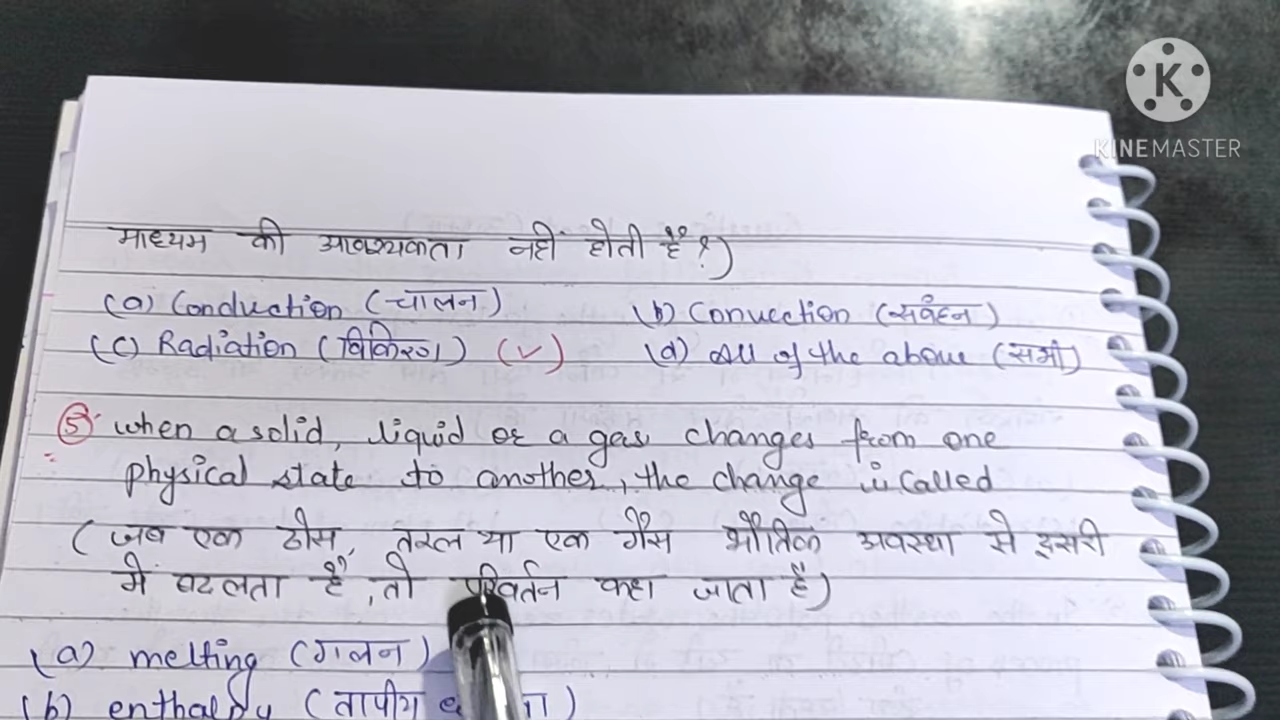 KINEMASTER
माध्यम की आवश्यकता नहीं होती है?)
(a) Conduction (चालन) (b) Convection (संवहन)
(c) Radiation (विकिरण) (✓) (d) All of the above (सभी)
5. when a solid, liquid or a gas changes from one
physical state to another, the change is called
(जब एक ठोस, तरल या एक गैस भौतिक अवस्था से दूसरी
में बदलता है, तो परिवर्तन कहा जाता है)
(a) melting (गलन)
(b) enthalpy (तापीय